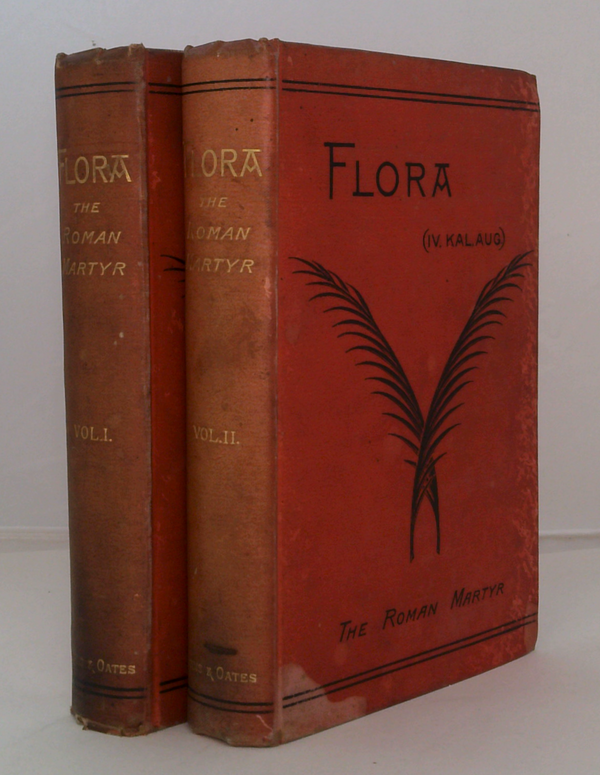 FLORA
THE
ROMAN
MARTYR
VOL.I.
& OATES
FLORA
THE
ROMAN
MARTYR
VOL.II.
& OATES
FLORA
(IV. KAL. AUG)
THE ROMAN MARTYR